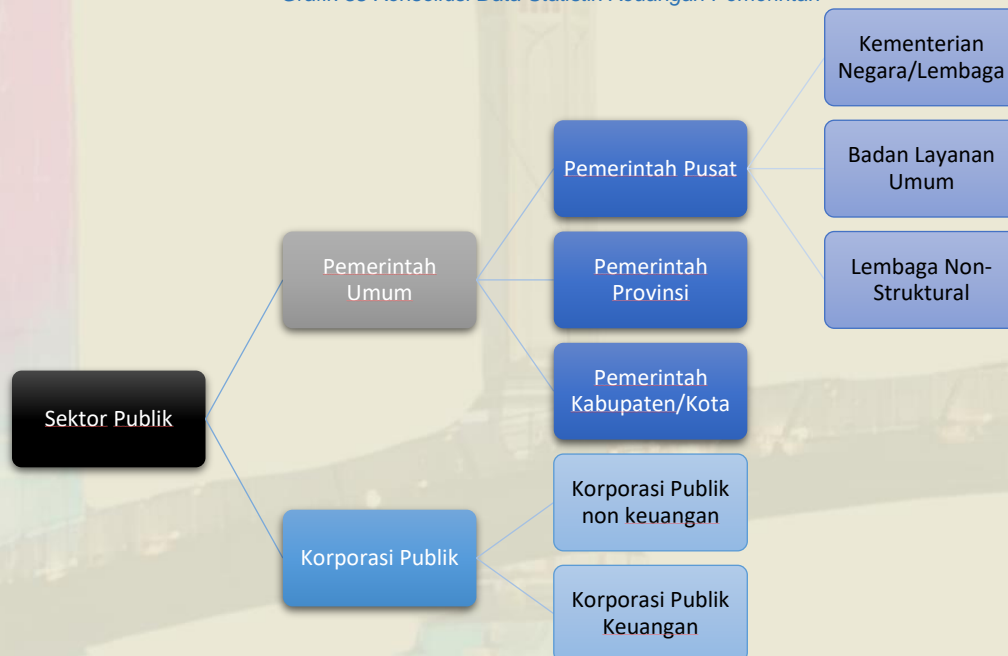 Kementerian
Negara/Lembaga
Pemerintah Pusat
Badan Layanan
Umum
Pemerintah
Umum
Pemerintah
Provinsi
Lembaga Non-
Struktural
Sektor Publik
Pemerintah
Kabupaten/Kota
Korporasi Publik
Korporasi Publik
non keuangan
Korporasi Publik
Keuangan